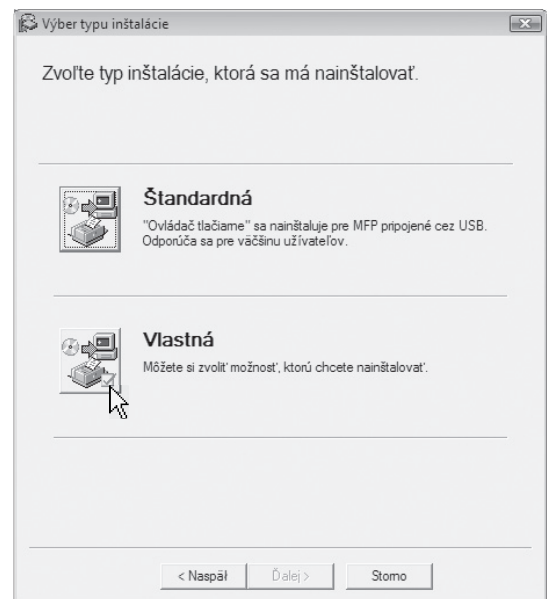 Výber typu inštalácie
Zvoľte typ inštalácie, ktorá sa má nainštalovať.
Štandardná
"Ovládač tlačiarne" sa nainštaluje pre MFP pripojené cez USB.
Odporúča sa pre väčšinu užívateľov.
Vlastná
Môžete si zvoliť možnosť, ktorú chcete nainštalovať.
< Naspäł
Ďalej >
Storno